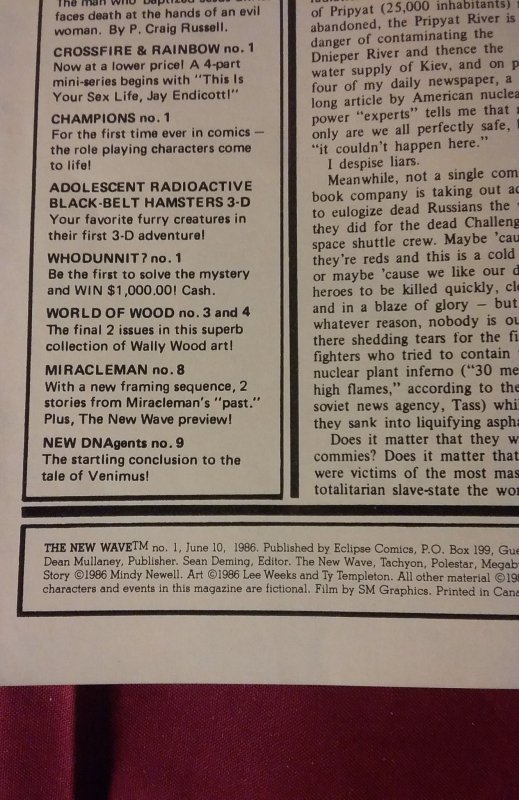 The man who baptized Jesus
faces death at the hands of an evil
woman. By P. Craig Russell.
CROSSFIRE & RAINBOW no. 1
Now at a lower price! A 4-part
mini-series begins with “This Is
Your Sex Life, Jay Endicott!”
CHAMPIONS no. 1
For the first time ever in comics —
the role playing characters come
to life!
ADOLESCENT RADIOACTIVE
BLACK-BELT HAMSTERS 3-D
Your favorite furry creatures in
their first 3-D adventure!
WHODUNNIT? no. 1
Be the first to solve the mystery
and WIN $1,000.00! Cash.
WORLD OF WOOD no. 3 and 4
The final 2 issues in this superb
collection of Wally Wood art!
MIRACLEMAN no. 8
With a new framing sequence, 2
stories from Miracleman's “past.”
Plus, The New Wave preview!
NEW DNAgents no. 9
The startling conclusion to the
tale of Venimus!
of Pripyat (25,000 inhabitants)
abandoned, the Pripyat River is
danger of contaminating the
Dnieper River and thence the
water supply of Kiev, and on p
four of my daily newspaper, a
long article by American nuclea
power “experts” tells me that
only are we all perfectly safe,
“it couldn't happen here.”
I despise liars.
Meanwhile, not a single com
book company is taking out ad
to eulogize dead Russians the
they did for the dead Challeng
space shuttle crew. Maybe 'cau
they're reds and this is a cold
or maybe 'cause we like our d
heroes to be killed quickly, cle
and in a blaze of glory — but
whatever reason, nobody is ou
there shedding tears for the fi
fighters who tried to contain
nuclear plant inferno (“30 me
high flames,” according to the
soviet news agency, Tass) whi
they sank into liquifying aspha
Does it matter that they w
commies? Does it matter that
were victims of the most mas
totalitarian slave-state the wor
THE NEW WAVE™ no. 1, June 10, 1986. Published by Eclipse Comics, P.O. Box 199, Gue
Dean Mullaney, Publisher. Sean Deming, Editor. The New Wave, Tachyon, Polestar, Megab
Story ©1986 Mindy Newell. Art ©1986 Lee Weeks and Ty Templeton. All other material ©198
characters and events in this magazine are fictional. Film by SM Graphics. Printed in Cana